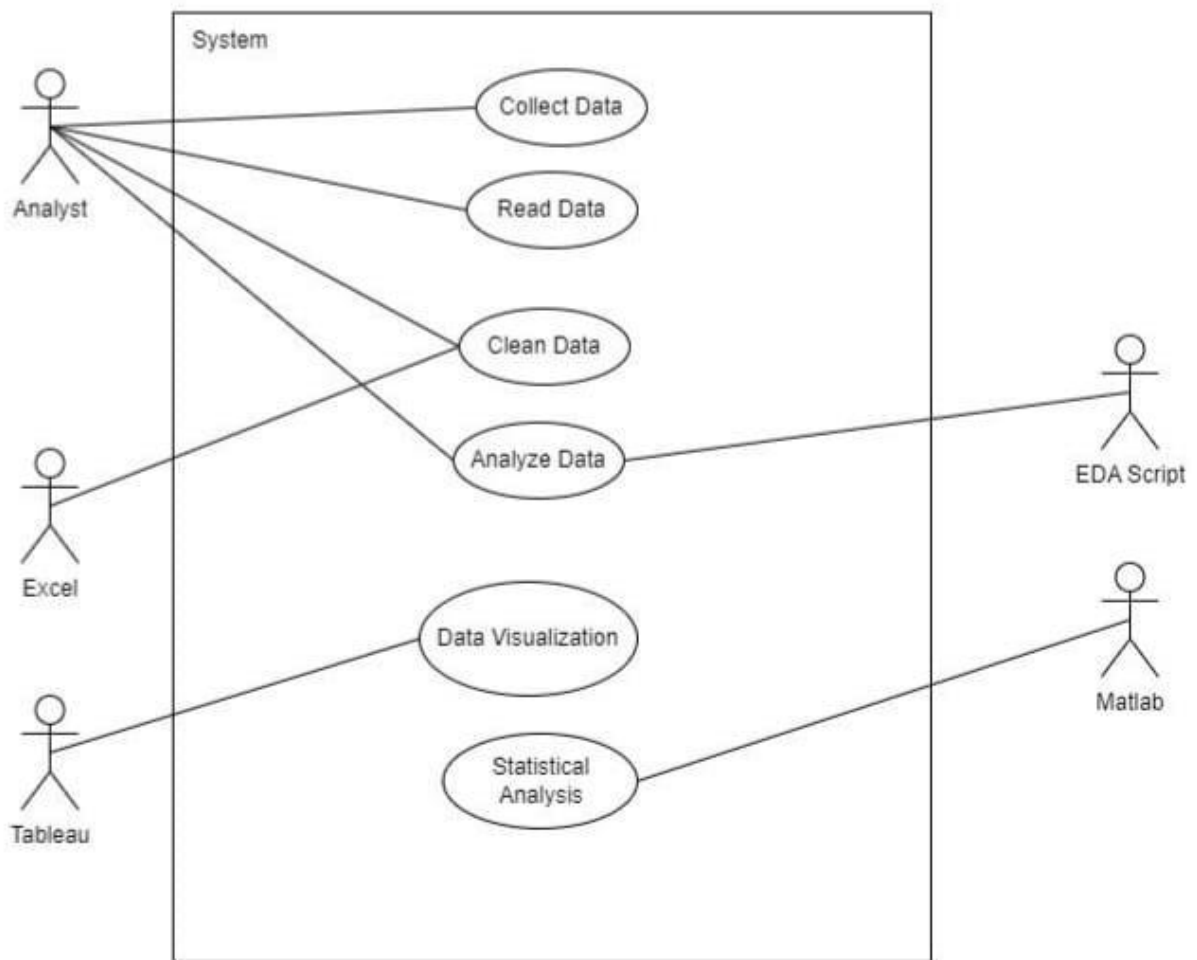 System
Collect Data
Analyst
Read Data
Clean Data
Analyze Data
EDA Script
Excel
Data Visualization
Matlab
Statistical
Analysis
Tableau